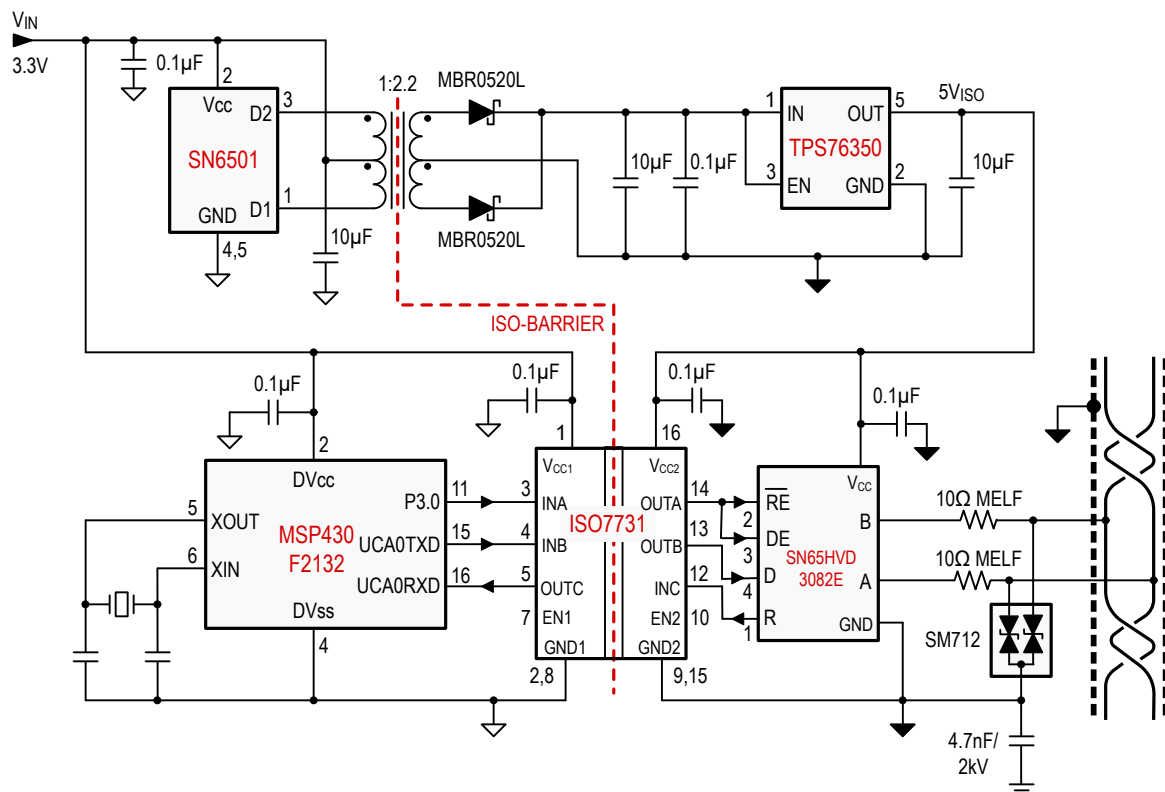 VIN
3.3V
0.1µF
2
Vcc
D2
3
SN6501
D1
1
GND
4,5
10µF
1:2.2
MBR0520L
MBR0520L
10µF
0.1µF
1
IN
OUT
5
TPS76350
3
EN
GND
2
5VISO
10µF
ISO-BARRIER
0.1µF
2
DVcc
5
XOUT
6
XIN
MSP430
F2132
P3.0
11
UCA0TXD
15
UCA0RXD
16
DVss
4
0.1µF
1
VCC1
3
INA
4
INB
5
OUTC
7
EN1
GND1
2,8
ISO7731
0.1µF
16
VCC2
OUTA
14
OUTB
13
INC
12
EN2
10
GND2
9,15
0.1µF
VCC
RE
2
DE
3
D
4
R
1
SN65HVD
3082E
B
A
GND
10Ω MELF
10Ω MELF
SM712
4.7nF/
2kV